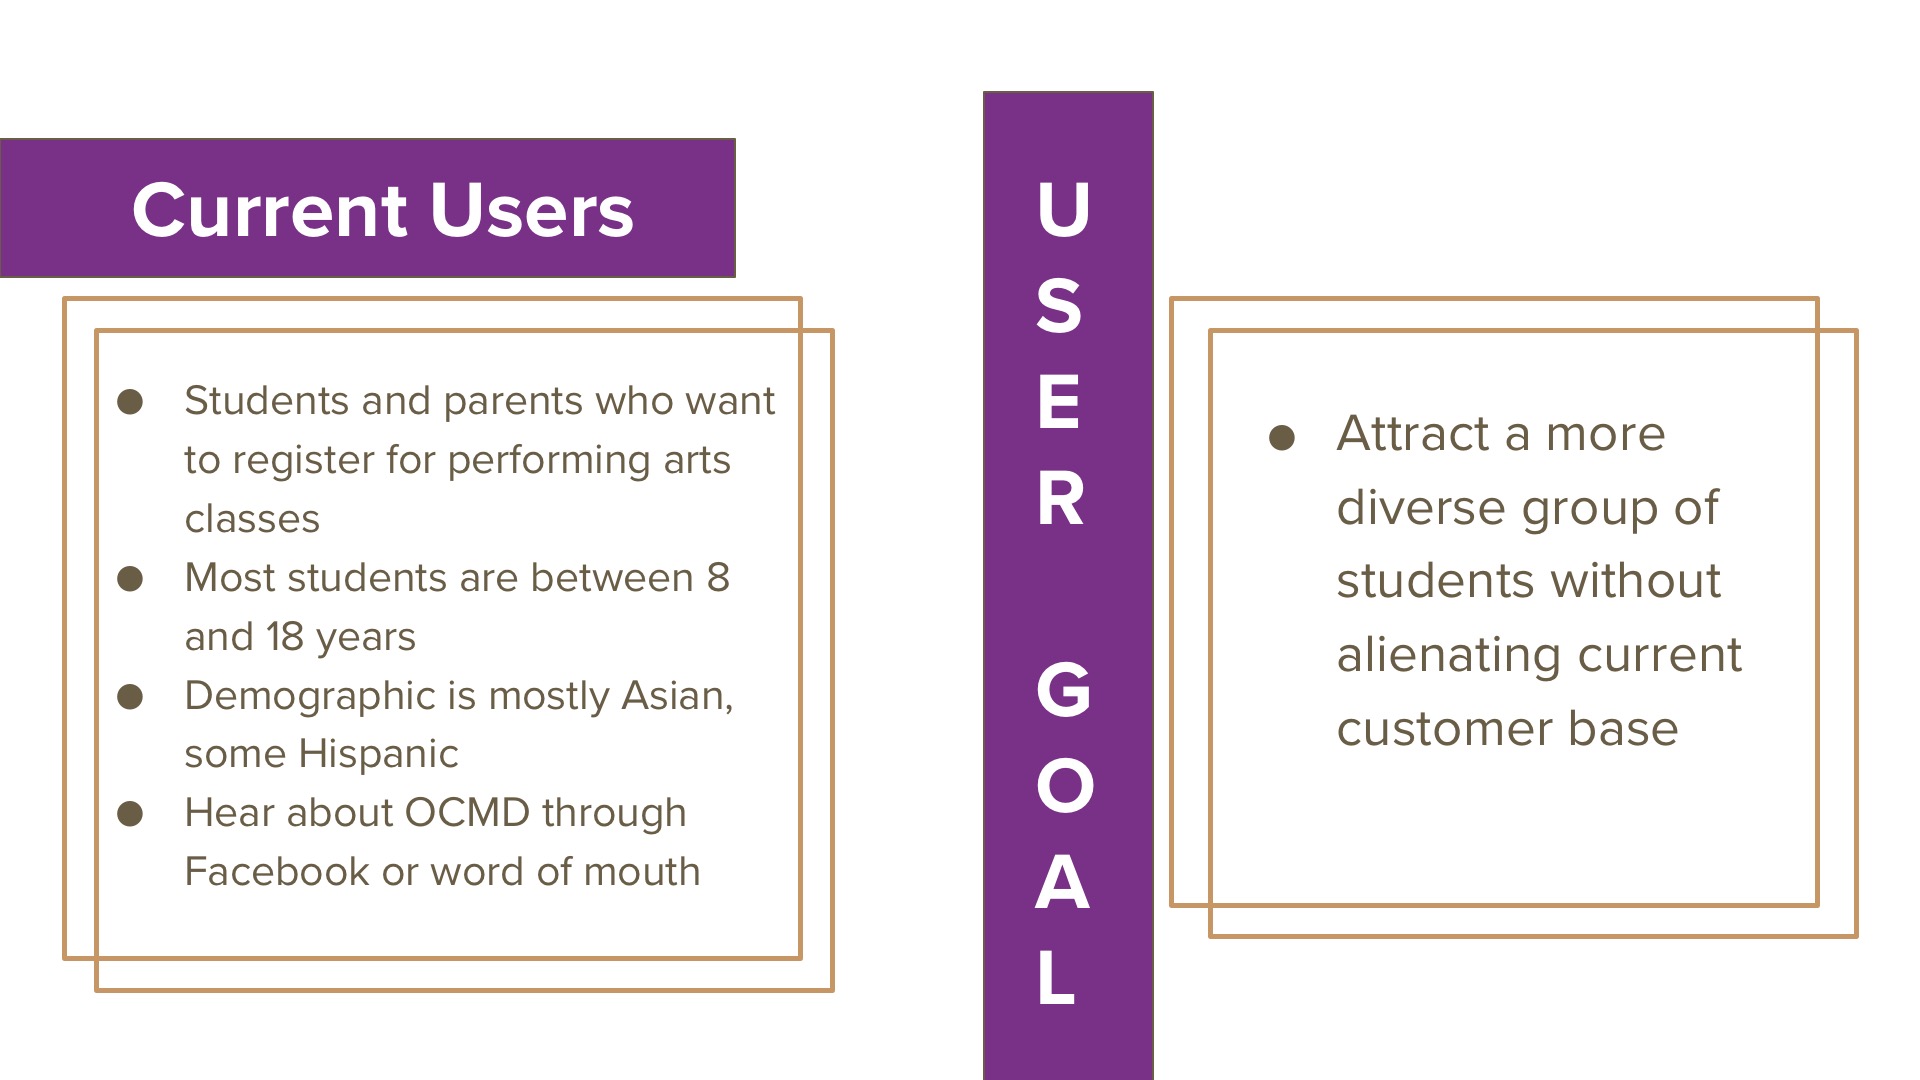 Current Users
● Students and parents who want
to register for performing arts
classes
● Most students are between 8
and 18 years
● Demographic is mostly Asian,
some Hispanic
● Hear about OCMD through
Facebook or word of mouth
U
S
E
R
G
O
A
L
● Attract a more
diverse group of
students without
alienating current
customer base